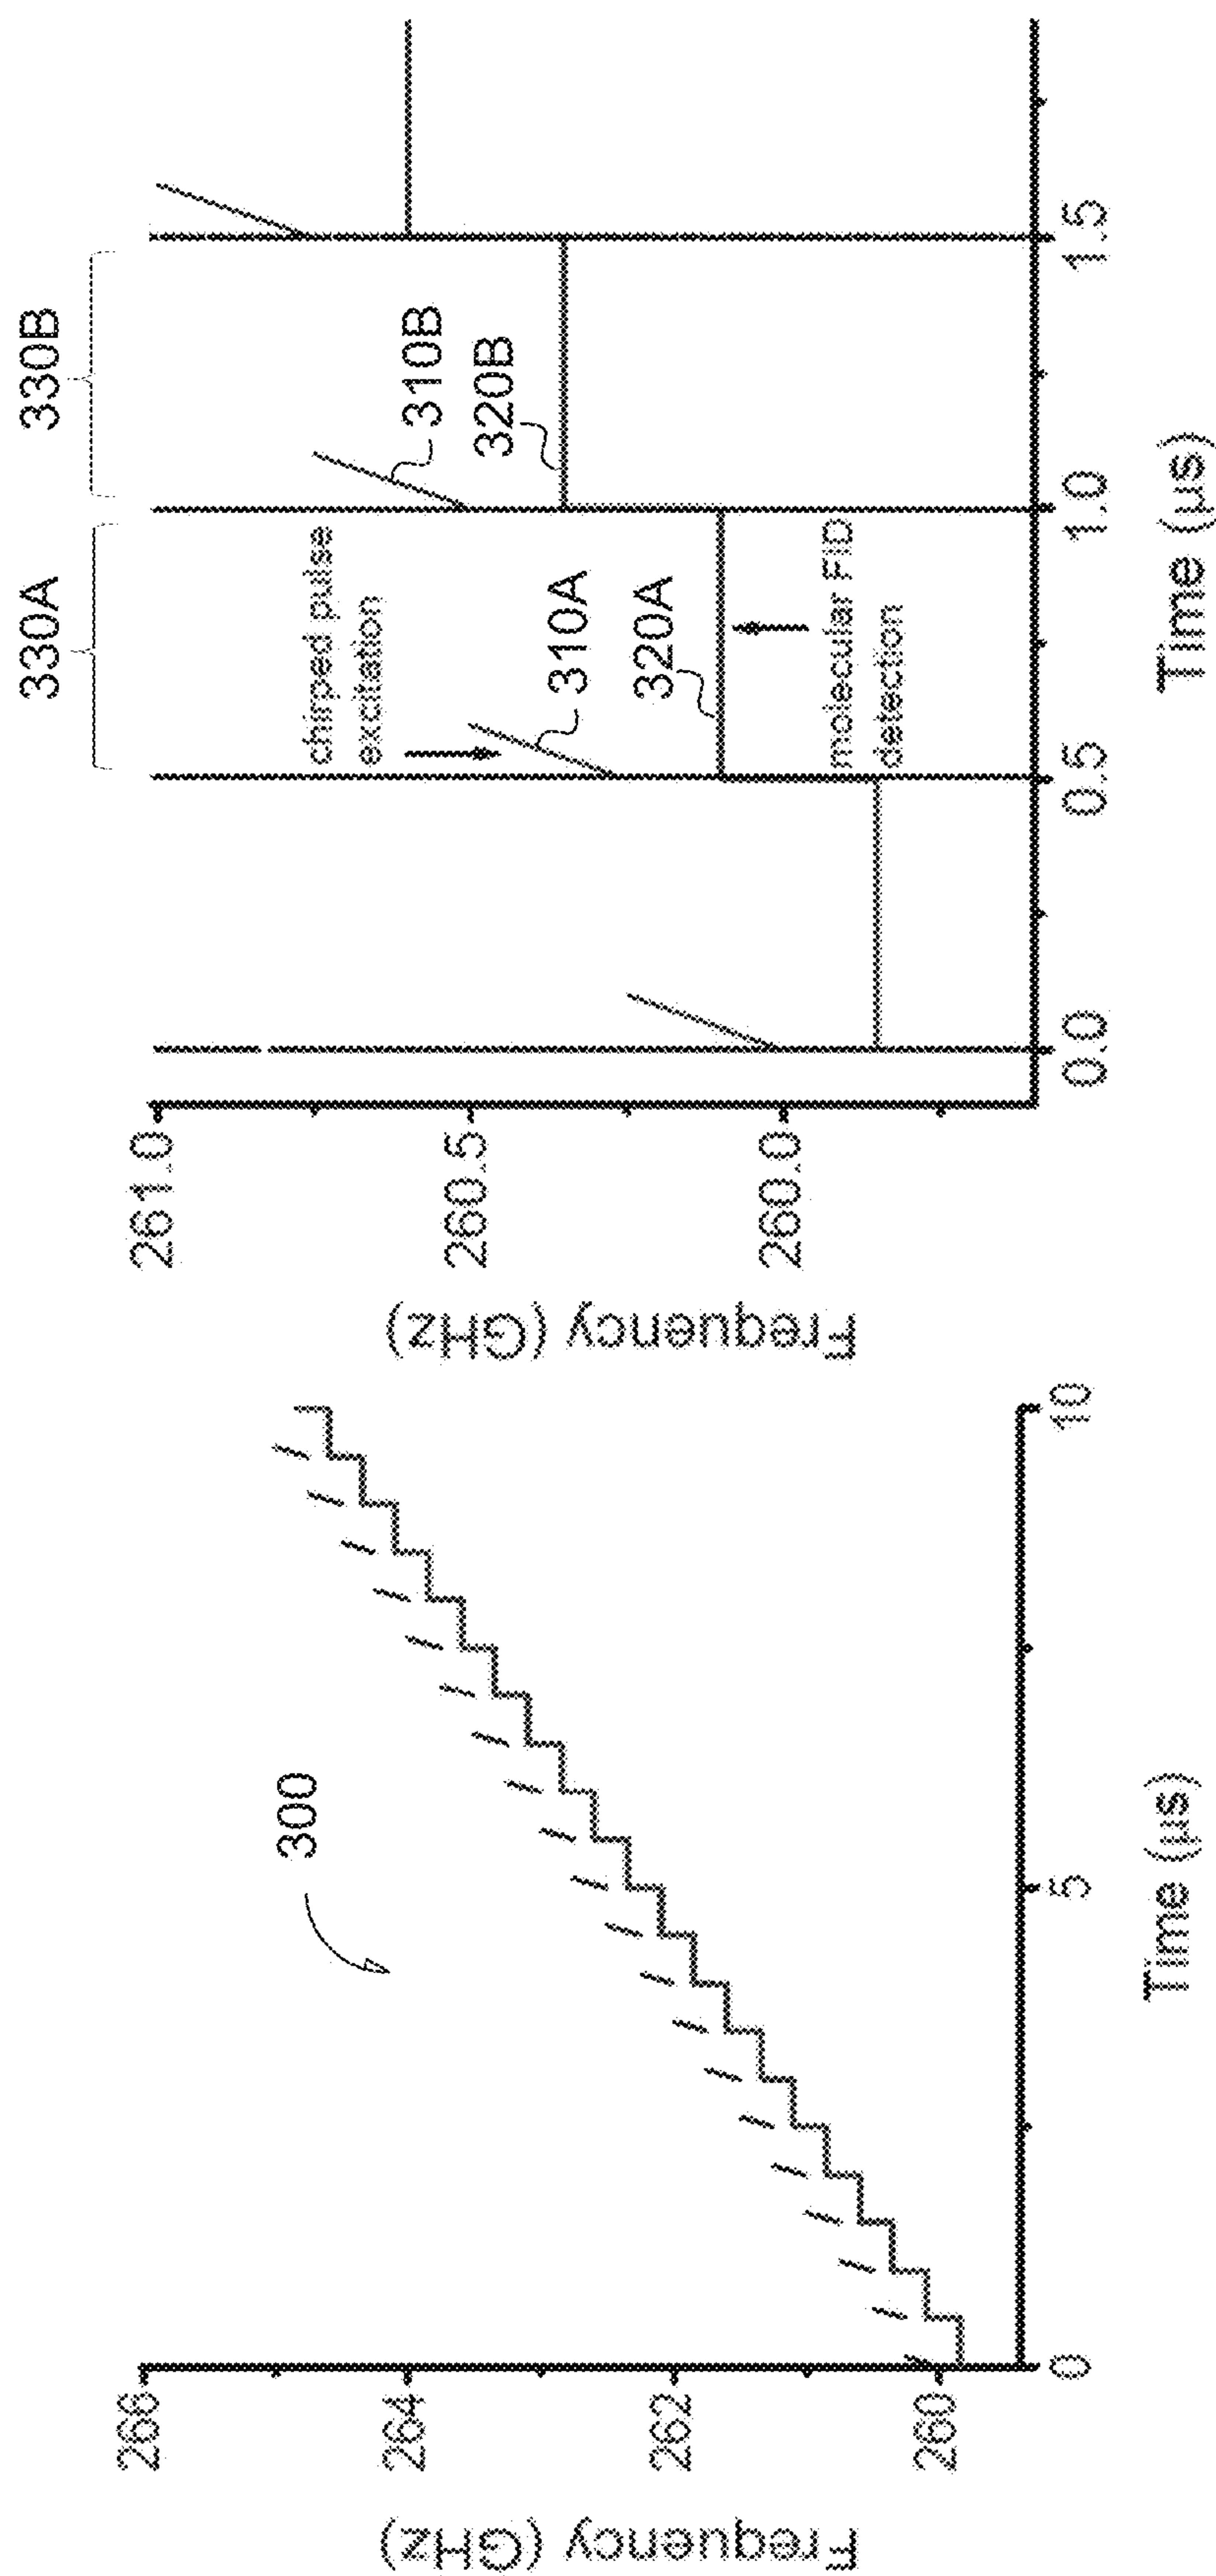 300
Frequency (GHz)
266
264
262
260
0
5
10
Time (µs)
330A
330B
chirped pulse
excitation
310A
320A
310B
320B
molecular FID
detection
Frequency (GHz)
261.0
260.5
260.0
0.0
0.5
1.0
1.5
Time (µs)